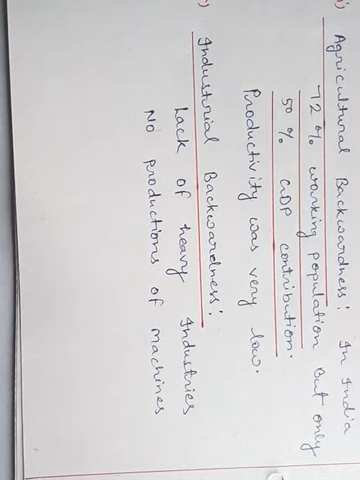 i) Agricultural Backwardness: In India
72% working population But only
50% GDP contribution.
Productivity was very low.
Industrial Backwardness:
Lack of heavy Industries
No productions of machines